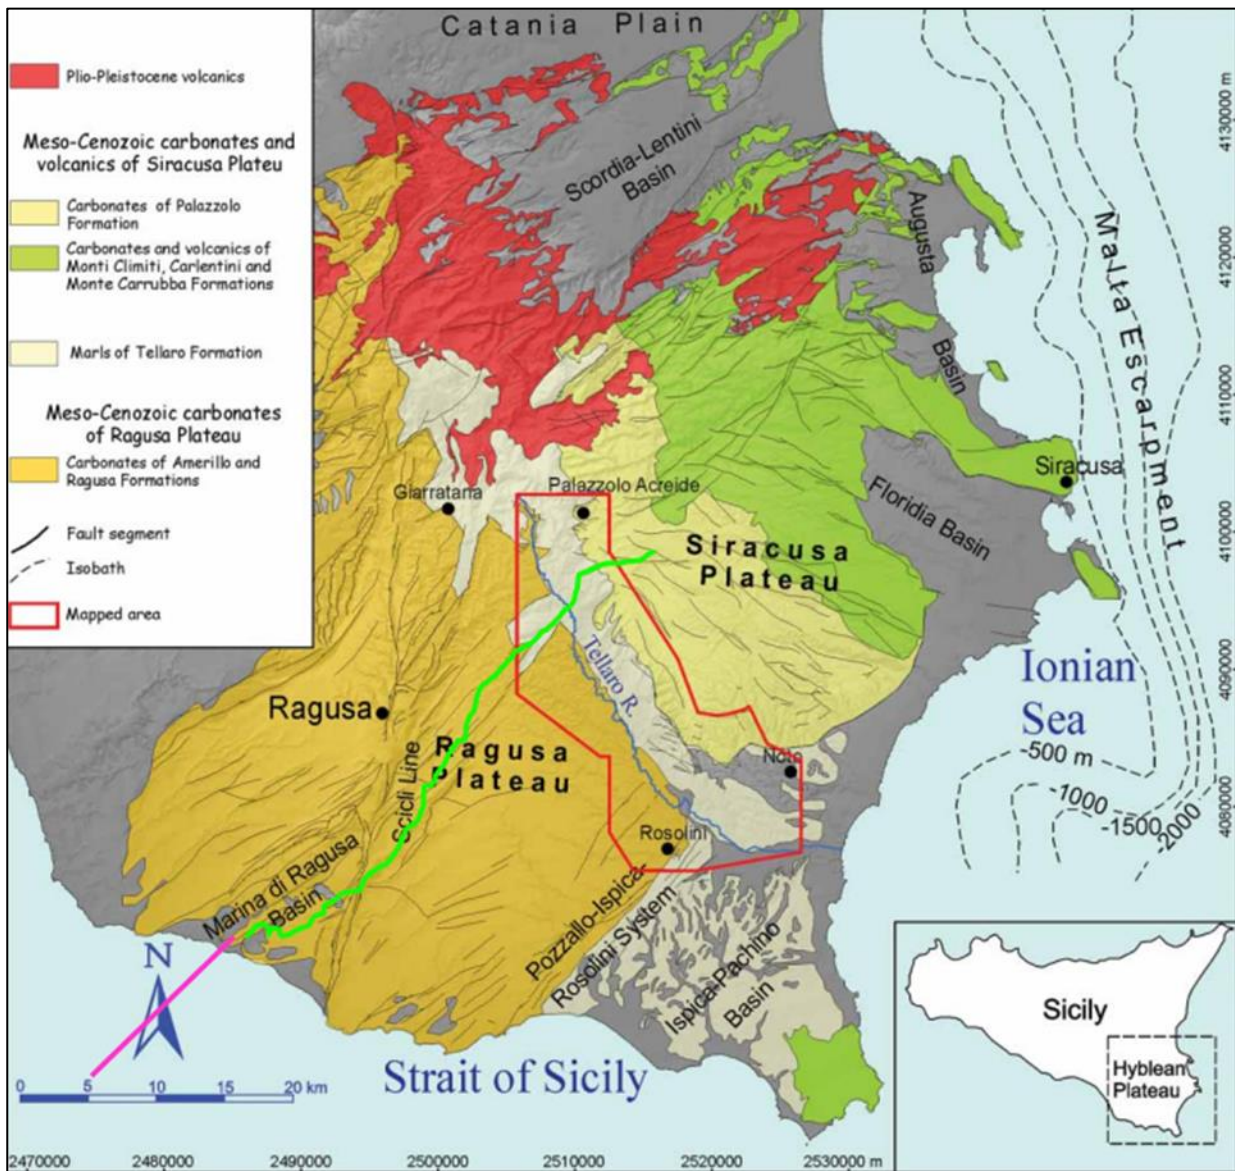 Catania Plain
Plio-Pleistocene volcanics
Meso-Cenozoic carbonates and
volcanics of Siracusa Plateu
Carbonates of Palazzolo
Formation
Carbonates and volcanics of
Monti Climiti, Carlentini and
Monte Carrubba Formations
Marls of Tellaro Formation
Meso-Cenozoic carbonates
of Ragusa Plateau
Carbonates of Amerillo and
Ragusa Formations
Fault segment
Isobath
Mapped area
Scordia-Lentini
Basin
Augusta
Basin
Malta Escarpment
Siracusa
Floridia Basin
Giarratana
Palazzolo Acreide
Siracusa
Plateau
Tellaro R.
Ionian
Sea
Ragusa
Ragusa
Plateau
Scicli Line
Noto
Rosolini
Marina di Ragusa
Basin
Pozzallo-Ispica-
Rosolini System
Ispica-Pachino
Basin
-500 m
-1000
-1500
-2000
N
0 5 10 15 20 km
Strait of Sicily
Sicily
Hyblean
Plateau
4130000 m
4120000
4110000
4100000
4090000
4080000
2470000 2480000 2490000 2500000 2510000 2520000 2530000 m